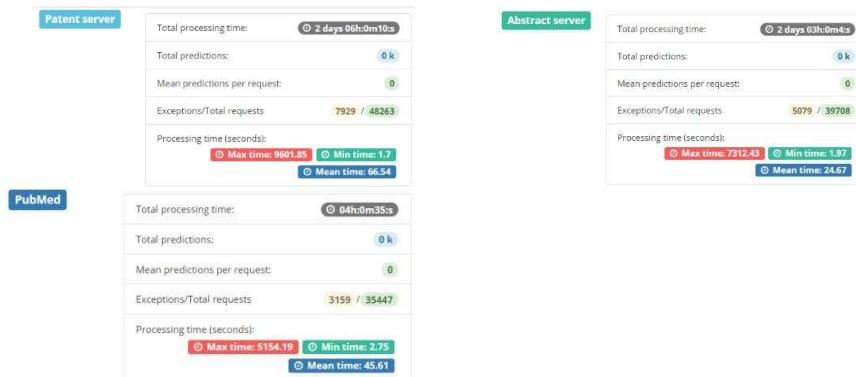 Patent server
Total processing time: 2 days 06h:0m10:s
Total predictions: 0 k
Mean predictions per request: 0
Exceptions/Total requests 7929 / 48263
Processing time (seconds):
Max time: 9601.85 Min time: 1.7
Mean time: 66.54
Abstract server
Total processing time: 2 days 03h:0m4:s
Total predictions: 0 k
Mean predictions per request: 0
Exceptions/Total requests 5079 / 39708
Processing time (seconds):
Max time: 7312.43 Min time: 1.97
Mean time: 24.67
PubMed
Total processing time: 04h:0m35:s
Total predictions: 0 k
Mean predictions per request: 0
Exceptions/Total requests 3159 / 35447
Processing time (seconds):
Max time: 5154.19 Min time: 2.75
Mean time: 45.61